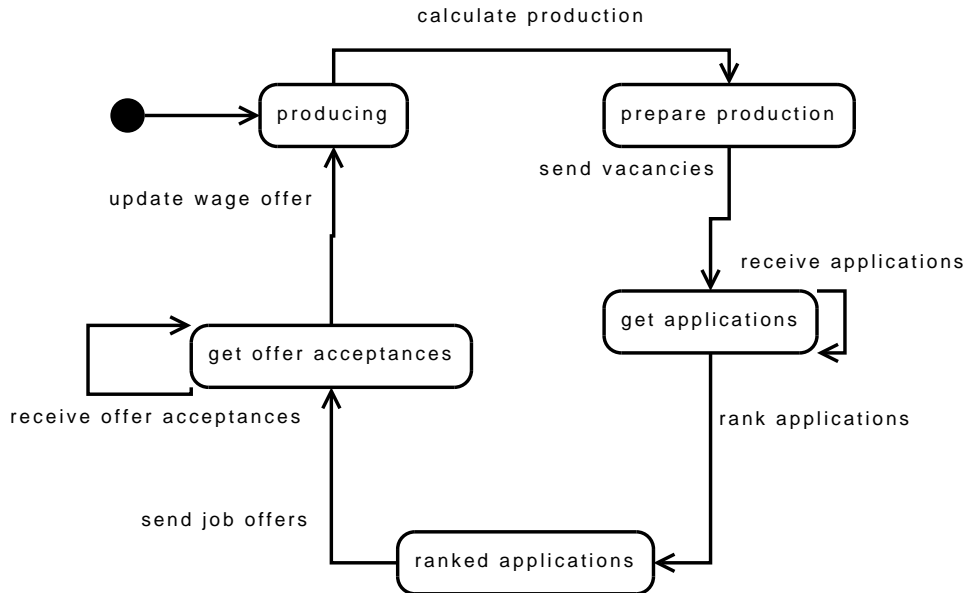 calculate production
producing
prepare production
send vacancies
update wage offer
receive applications
get applications
get offer acceptances
receive offer acceptances
rank applications
send job offers
ranked applications